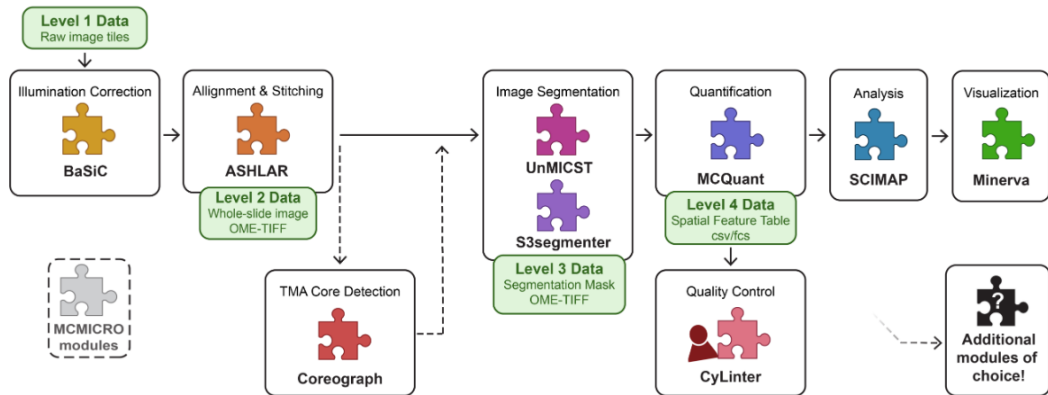 Level 1 Data
Raw image tiles
Illumination Correction
BaSiC
Allignment & Stitching
ASHLAR
Level 2 Data
Whole-slide image
OME-TIFF
Image Segmentation
UnMICST
S3segmenter
Level 3 Data
Segmentation Mask
OME-TIFF
Quantification
MCQuant
Level 4 Data
Spatial Feature Table
csv/fcs
Analysis
SCIMAP
Visualization
Minerva
MCMICRO
modules
TMA Core Detection
Coreograph
Quality Control
CyLinter
?
Additional
modules of
choice!